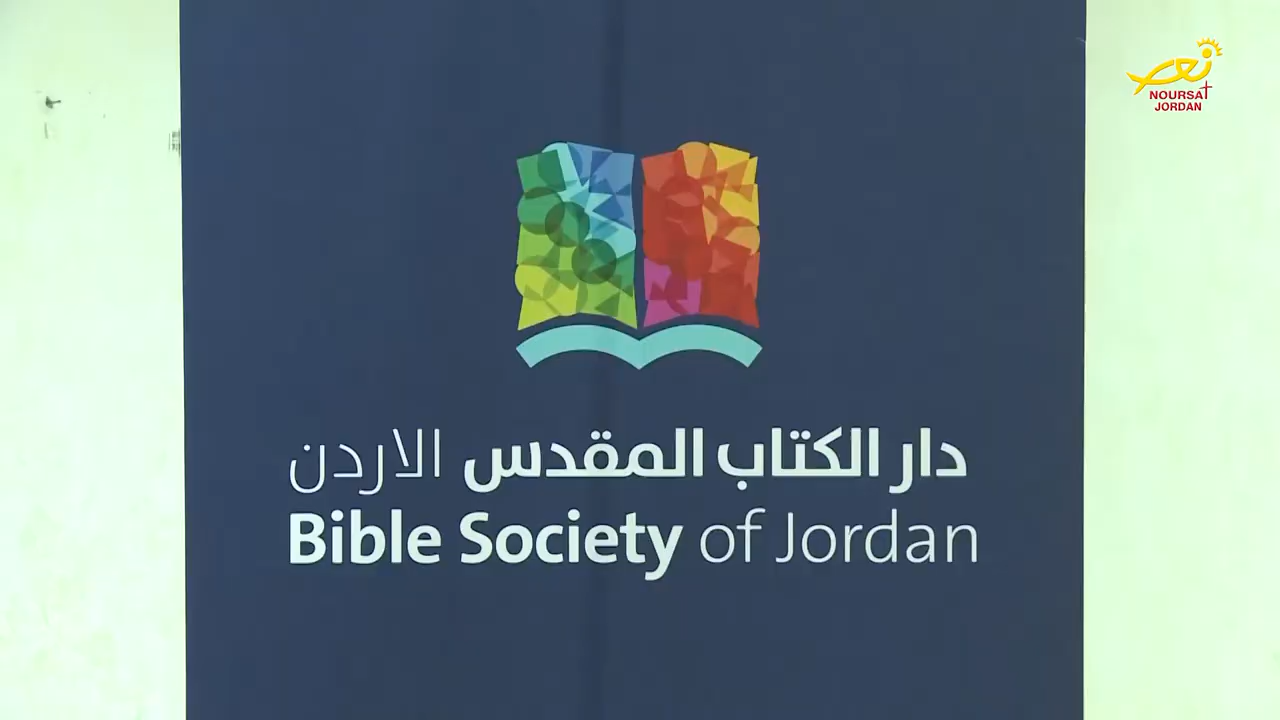 NOURSAT
JORDAN
دار الكتاب المقدس الاردن
Bible Society of Jordan